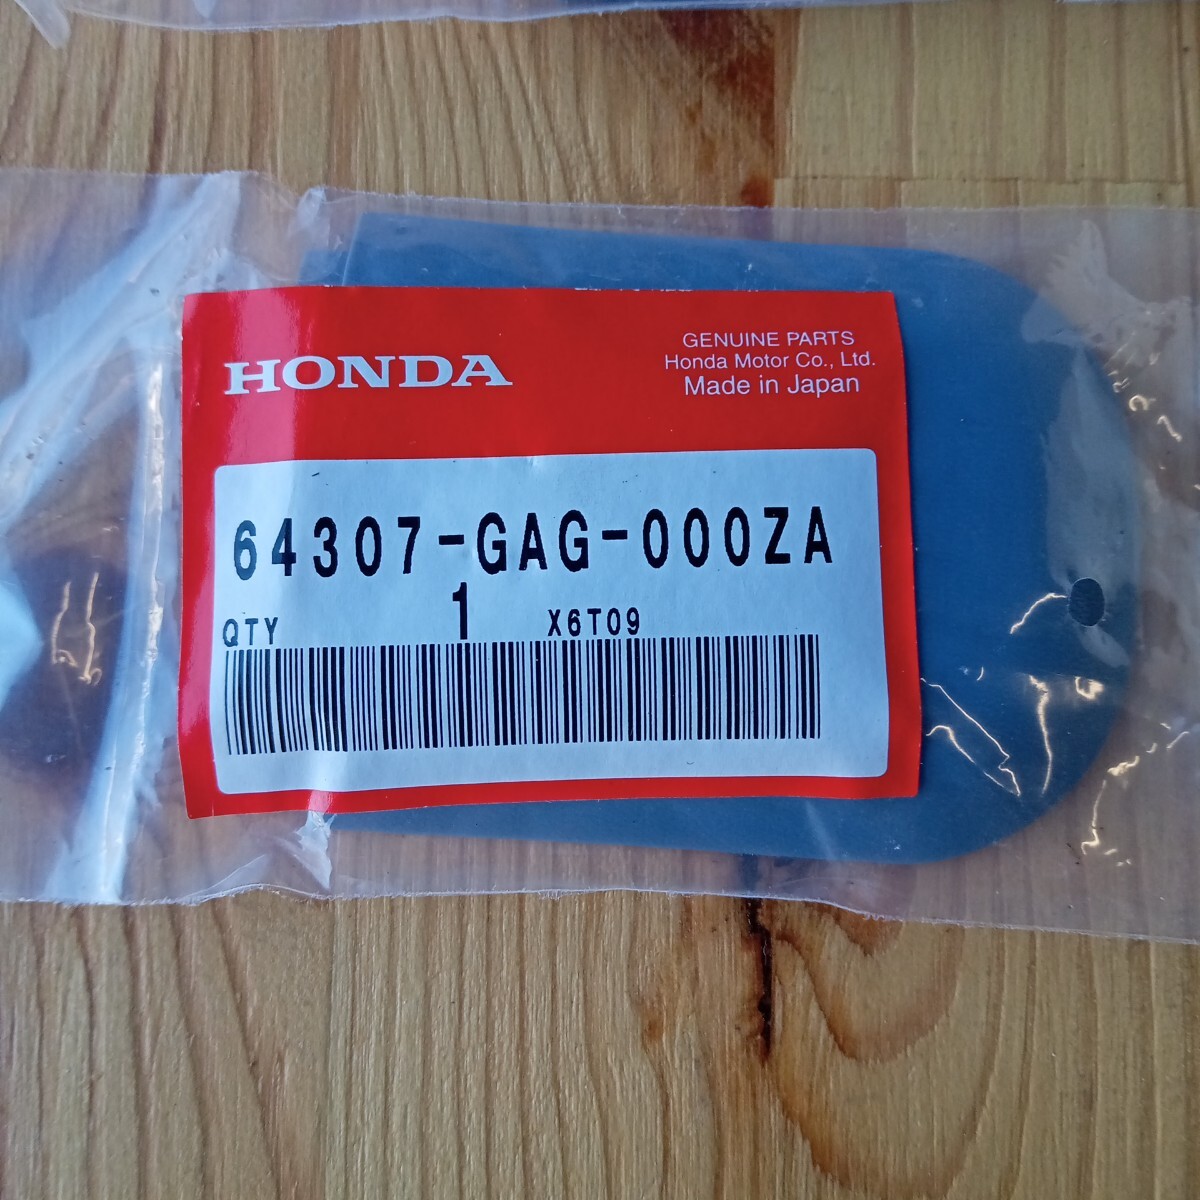 HONDA
GENUINE PARTS
Honda Motor Co., Ltd.
Made in Japan
64307-GAG-000ZA
QTY 1 X6T09